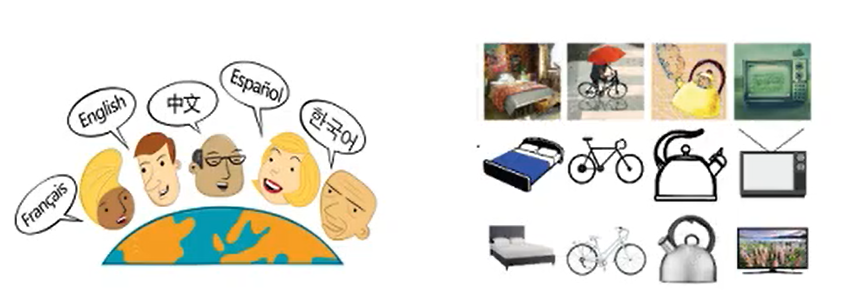 Français
English
中文
Español
한국어